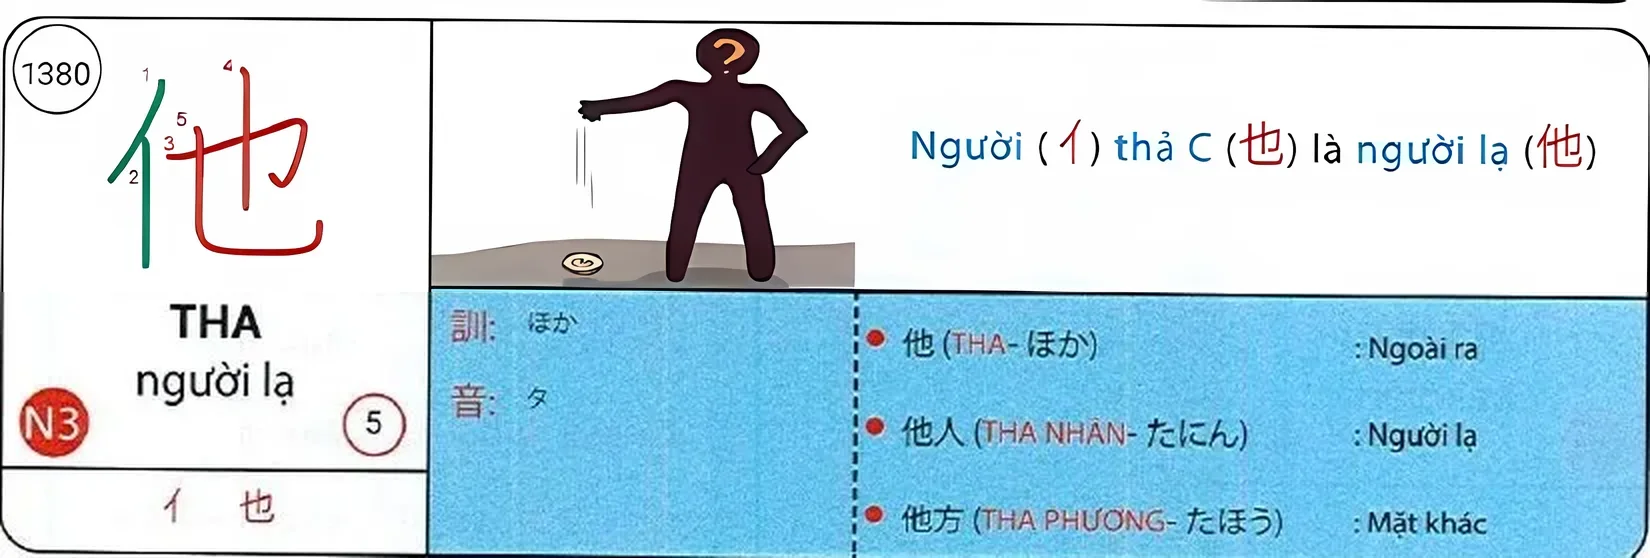 1380
1
4
5
3
2
他
Người (亻) thả C (也) là người lạ (他)
THA
người lạ
N3
5
亻 也
訓: ほか
音: タ
他 (THA- ほか) : Ngoài ra
他人 (THA NHÂN- たにん) : Người lạ
他方 (THA PHƯƠNG- たほう) : Mặt khác